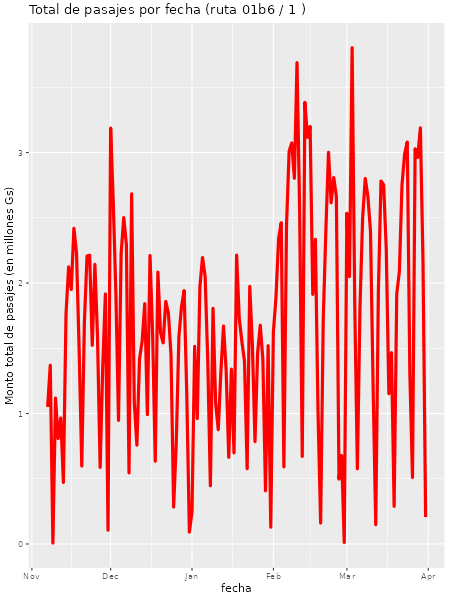 Total de pasajes por fecha (ruta 01b6 / 1 )
Monto total de pasajes (en millones Gs)
3
2
1
0
Nov Dec Jan Feb Mar Apr
fecha